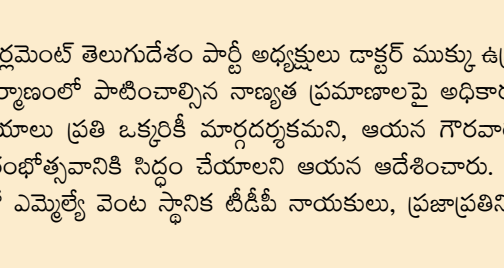 ర్లమెంట్ తెలుగుదేశం పార్టీ అధ్యక్షులు డాక్టర్ ముక్కు ఉ
ర్మాణంలో పాటించాల్సిన నాణ్యత ప్రమాణాలపై అధికార
యాలు ప్రతి ఒక్కరికీ మార్గదర్శకమని, ఆయన గౌరవా
రంభోత్సవానికి సిద్ధం చేయాలని ఆయన ఆదేశించారు.
ఎమ్మెల్యే వెంట స్థానిక టీడీపీ నాయకులు, ప్రజాప్రతిని